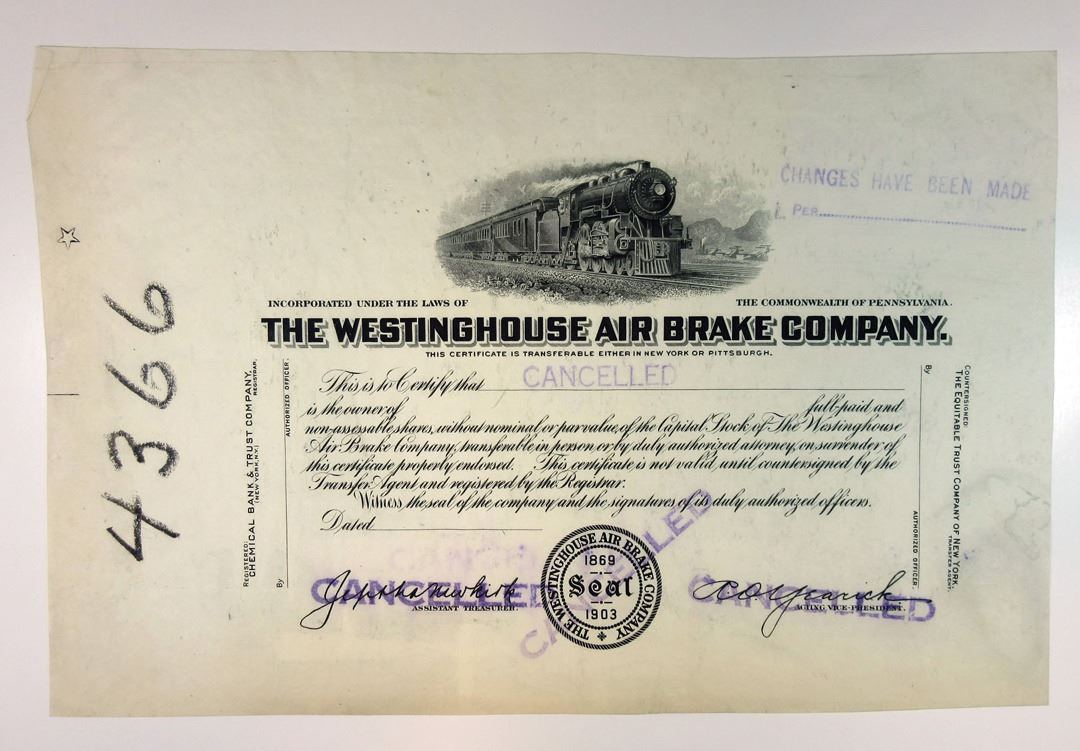 CHANGES HAVE BEEN MADE
PER
4366
INCORPORATED UNDER THE LAWS OF THE COMMONWEALTH OF PENNSYLVANIA.
THE WESTINGHOUSE AIR BRAKE COMPANY.
THIS CERTIFICATE IS TRANSFERABLE EITHER IN NEW YORK OR PITTSBURGH.
CANCELLED
This is to Certify that
is the owner of full-paid and
non-assessable shares, without nominal or par value, of the Capital Stock of The Westinghouse
Air Brake Company, transferable in person or by duly authorized attorney, on surrender of
this certificate properly endorsed. This certificate is not valid until countersigned by the
Transfer Agent and registered by the Registrar.
Witness the seal of the company and the signatures of its duly authorized officers.
Dated
REGISTERED:
CHEMICAL BANK & TRUST COMPANY,
(NEW YORK, N.Y.) REGISTRAR,
By AUTHORIZED OFFICER.
COUNTERSIGNED:
THE EQUITABLE TRUST COMPANY OF NEW YORK,
TRANSFER AGENT,
By AUTHORIZED OFFICER.
CANCELLED
ASSISTANT TREASURER.
THE WESTINGHOUSE AIR BRAKE COMPANY
1869
Seal
1903
CANCELLED
CANCELLED
ACTING VICE-PRESIDENT.